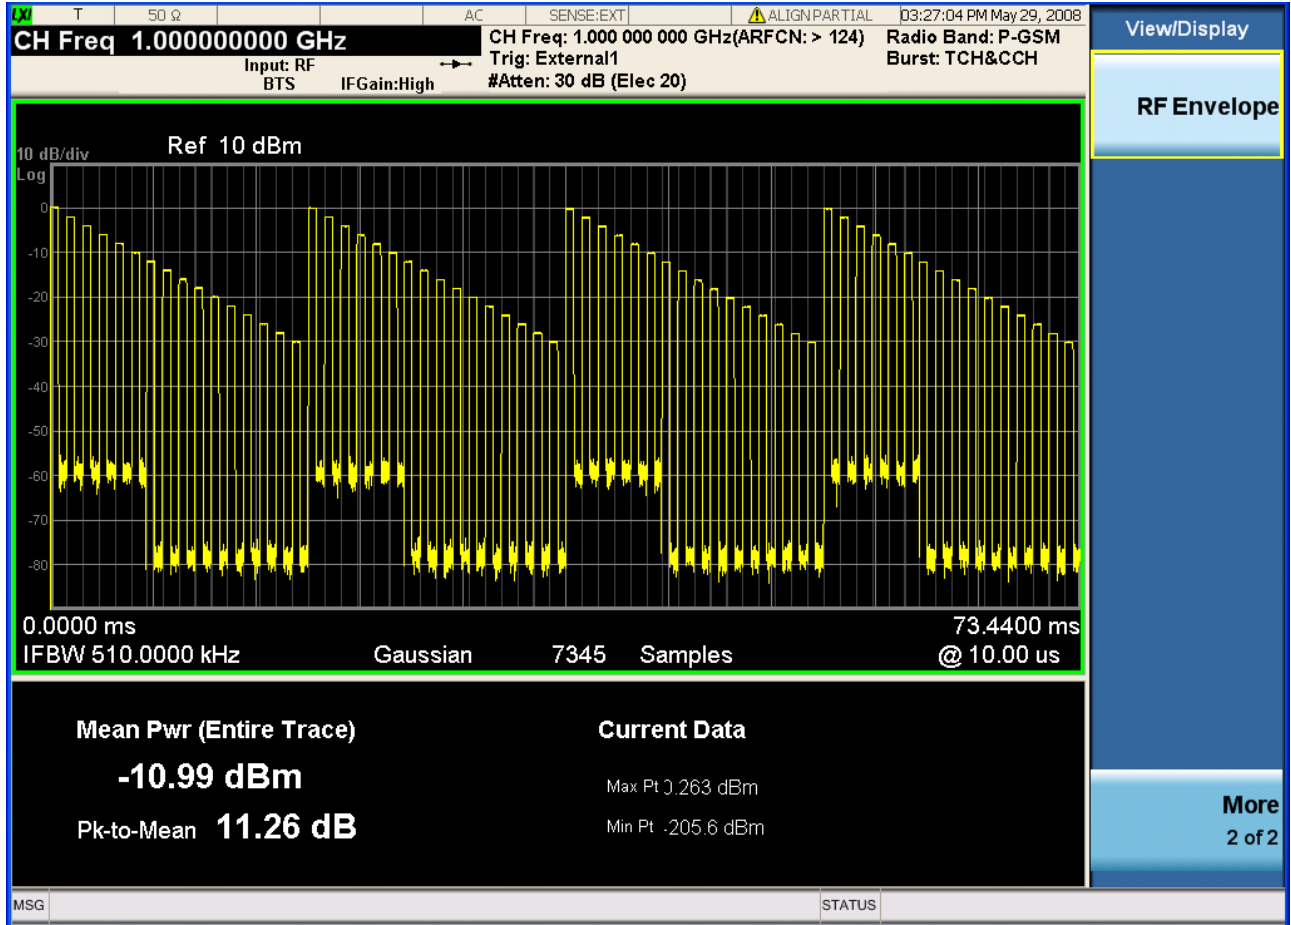 LXI T 50 Ω AC SENSE:EXT ⚠ ALIGN PARTIAL 03:27:04 PM May 29, 2008
CH Freq 1.000000000 GHz
Input: RF
BTS IFGain:High
CH Freq: 1.000 000 000 GHz(ARFCN: > 124)
Trig: External1
#Atten: 30 dB (Elec 20)
Radio Band: P-GSM
Burst: TCH&CCH
10 dB/div Ref 10 dBm
Log
0
-10
-20
-30
-40
-50
-60
-70
-80
0.0000 ms 73.4400 ms
IFBW 510.0000 kHz Gaussian 7345 Samples @ 10.00 us
Mean Pwr (Entire Trace)
-10.99 dBm
Pk-to-Mean 11.26 dB
Current Data
Max Pt 0.263 dBm
Min Pt -205.6 dBm
View/Display
RF Envelope
More
2 of 2
MSG STATUS